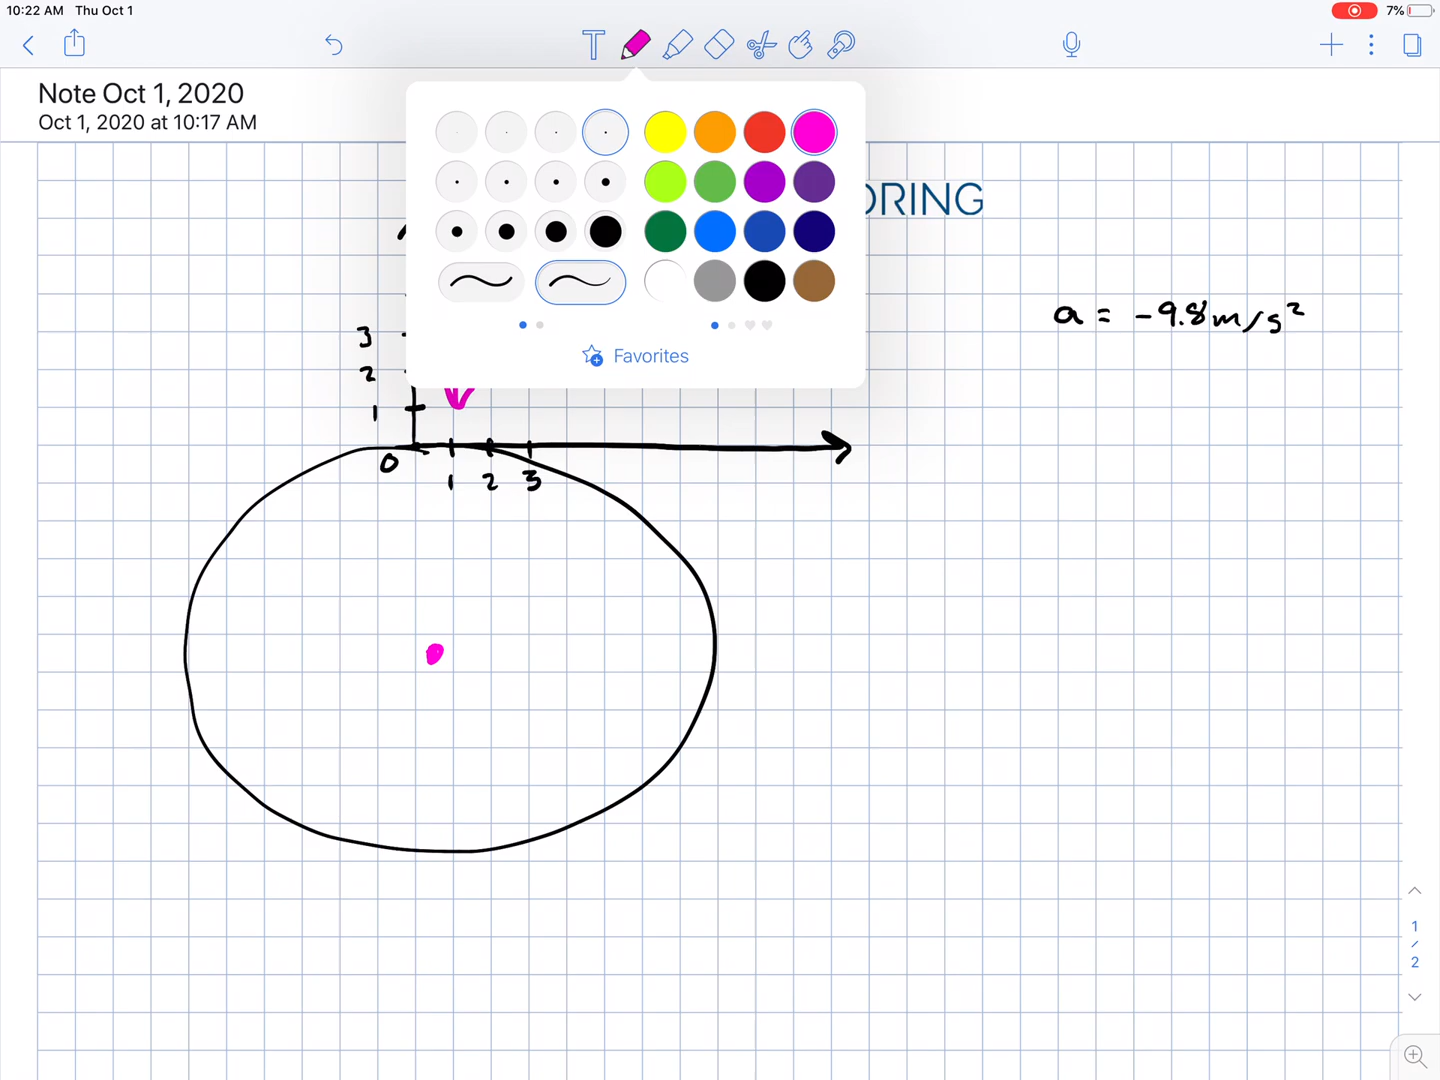 10:22 AM Thu Oct 1
7%
T
Note Oct 1, 2020
Oct 1, 2020 at 10:17 AM
ORING
Favorites
a = -9.8m/s²
3
2
1
0
1 2 3
1
/
2